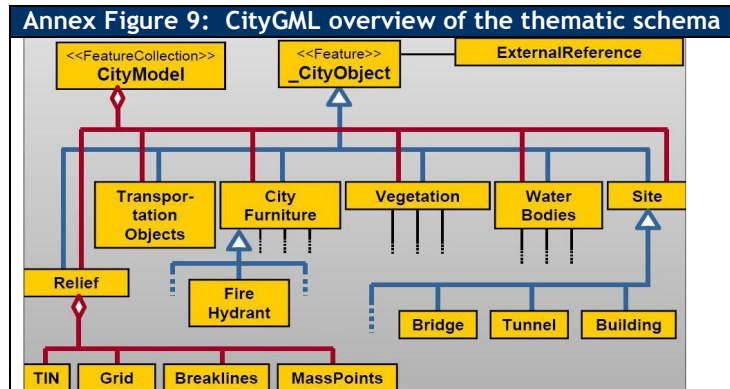 Annex Figure 9: CityGML overview of the thematic schema
<<FeatureCollection>>
CityModel
<<Feature>>
_CityObject
ExternalReference
Transpor-
tation
Objects
City
Furniture
Vegetation
Water
Bodies
Site
Relief
Fire
Hydrant
Bridge
Tunnel
Building
TIN
Grid
Breaklines
MassPoints